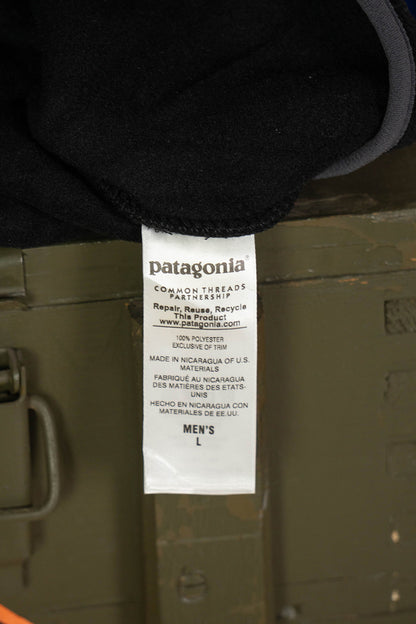 patagonia®
COMMON THREADS
PARTNERSHIP
Repair, Reuse, Recycle
This Product
www.patagonia.com
100% POLYESTER
EXCLUSIVE OF TRIM
MADE IN NICARAGUA OF U.S.
MATERIALS
FABRIQUÉ AU NICARAGUA
DES MATIÈRES DES ETATS-
UNIS
HECHO EN NICARAGUA CON
MATERIALES DE EE.UU.
MEN'S
L